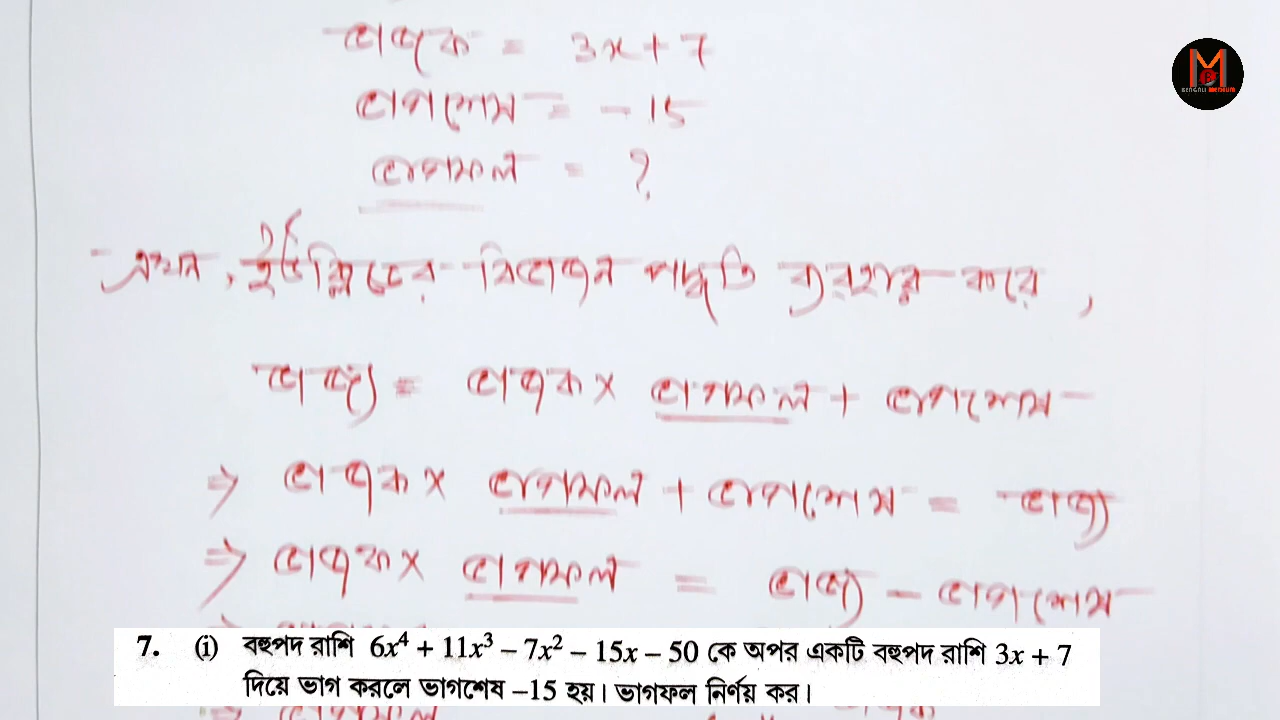 ভাজক = 3x + 7
ভাগশেষ = - 15
ভাগফল = ?
এখন, ইউক্লিডের বিভাজন পদ্ধতি ব্যবহার করে,
ভাজ্য = ভাজক × ভাগফল + ভাগশেষ
⇒ ভাজক × ভাগফল + ভাগশেষ = ভাজ্য
⇒ ভাজক × ভাগফল = ভাজ্য - ভাগশেষ
7. (i) বহুপদ রাশি 6x⁴ + 11x³ – 7x² – 15x – 50 কে অপর একটি বহুপদ রাশি 3x + 7
দিয়ে ভাগ করলে ভাগশেষ –15 হয়। ভাগফল নির্ণয় কর।
BENGALI MEDIUM